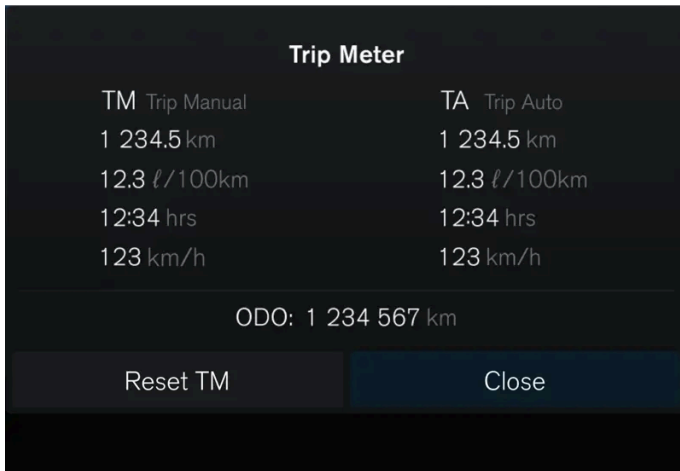 Trip Meter
TM Trip Manual
TA Trip Auto
1 234.5 km
1 234.5 km
12.3 ℓ/100km
12.3 ℓ/100km
12:34 hrs
12:34 hrs
123 km/h
123 km/h
ODO: 1 234 567 km
Reset TM
Close